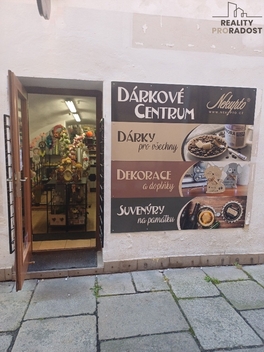 REALITY
PRORADOST
DÁRKOVÉ
CENTRUM
Nekupto
DÁRKY
pro všechny
DEKORACE
a doplňky
SUVENÝRY
na památku